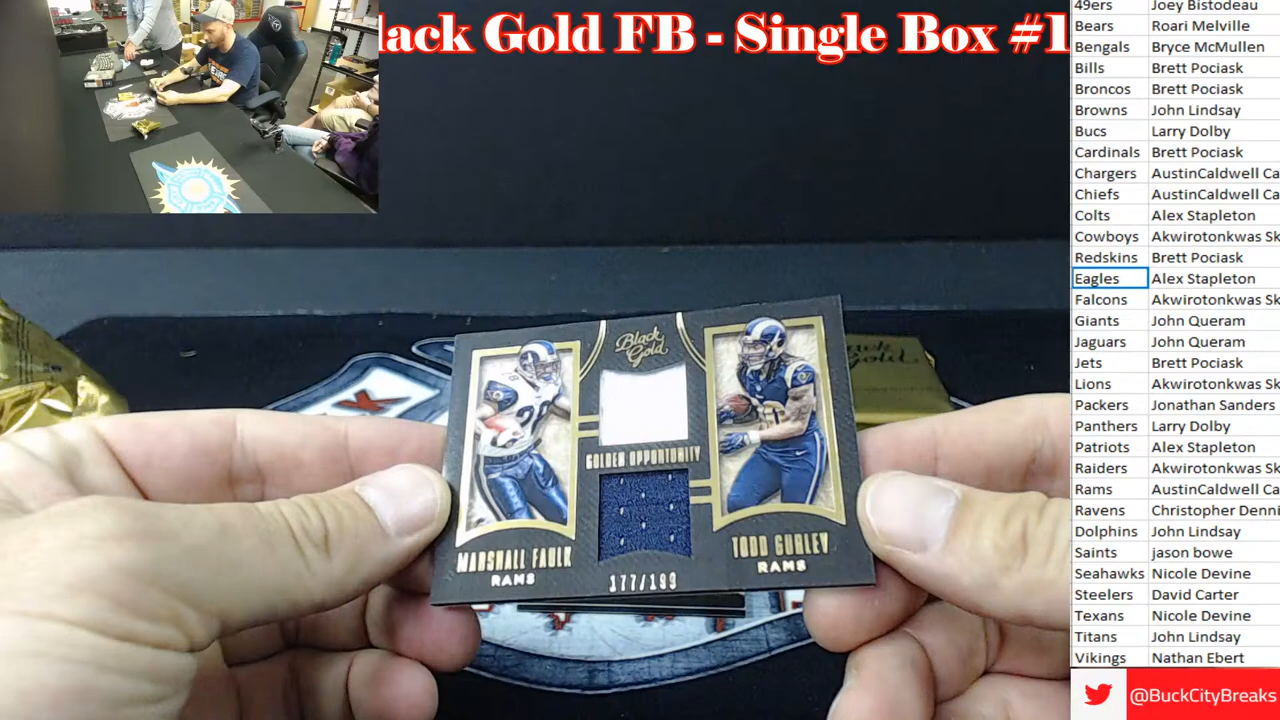 lack Gold FB - Single Box #1
49ers Joey Bistodeau
Bears Roari Melville
Bengals Bryce McMullen
Bills Brett Pociask
Broncos Brett Pociask
Browns John Lindsay
Bucs Larry Dolby
Cardinals Brett Pociask
Chargers AustinCaldwell Ca
Chiefs AustinCaldwell Ca
Colts Alex Stapleton
Cowboys Akwirotonkwas Sk
Redskins Brett Pociask
Eagles Alex Stapleton
Falcons Akwirotonkwas Sk
Giants John Queram
Jaguars John Queram
Jets Brett Pociask
Lions Akwirotonkwas Sk
Packers Jonathan Sanders
Panthers Larry Dolby
Patriots Alex Stapleton
Raiders Akwirotonkwas Sk
Rams AustinCaldwell Ca
Ravens Christopher Denni
Dolphins John Lindsay
Saints jason bowe
Seahawks Nicole Devine
Steelers David Carter
Texans Nicole Devine
Titans John Lindsay
Vikings Nathan Ebert
@BuckCityBreaks
Black
Gold
GOLDEN OPPORTUNITY
MARSHALL FAULK
RAMS
TODD GURLEY
RAMS
177/199